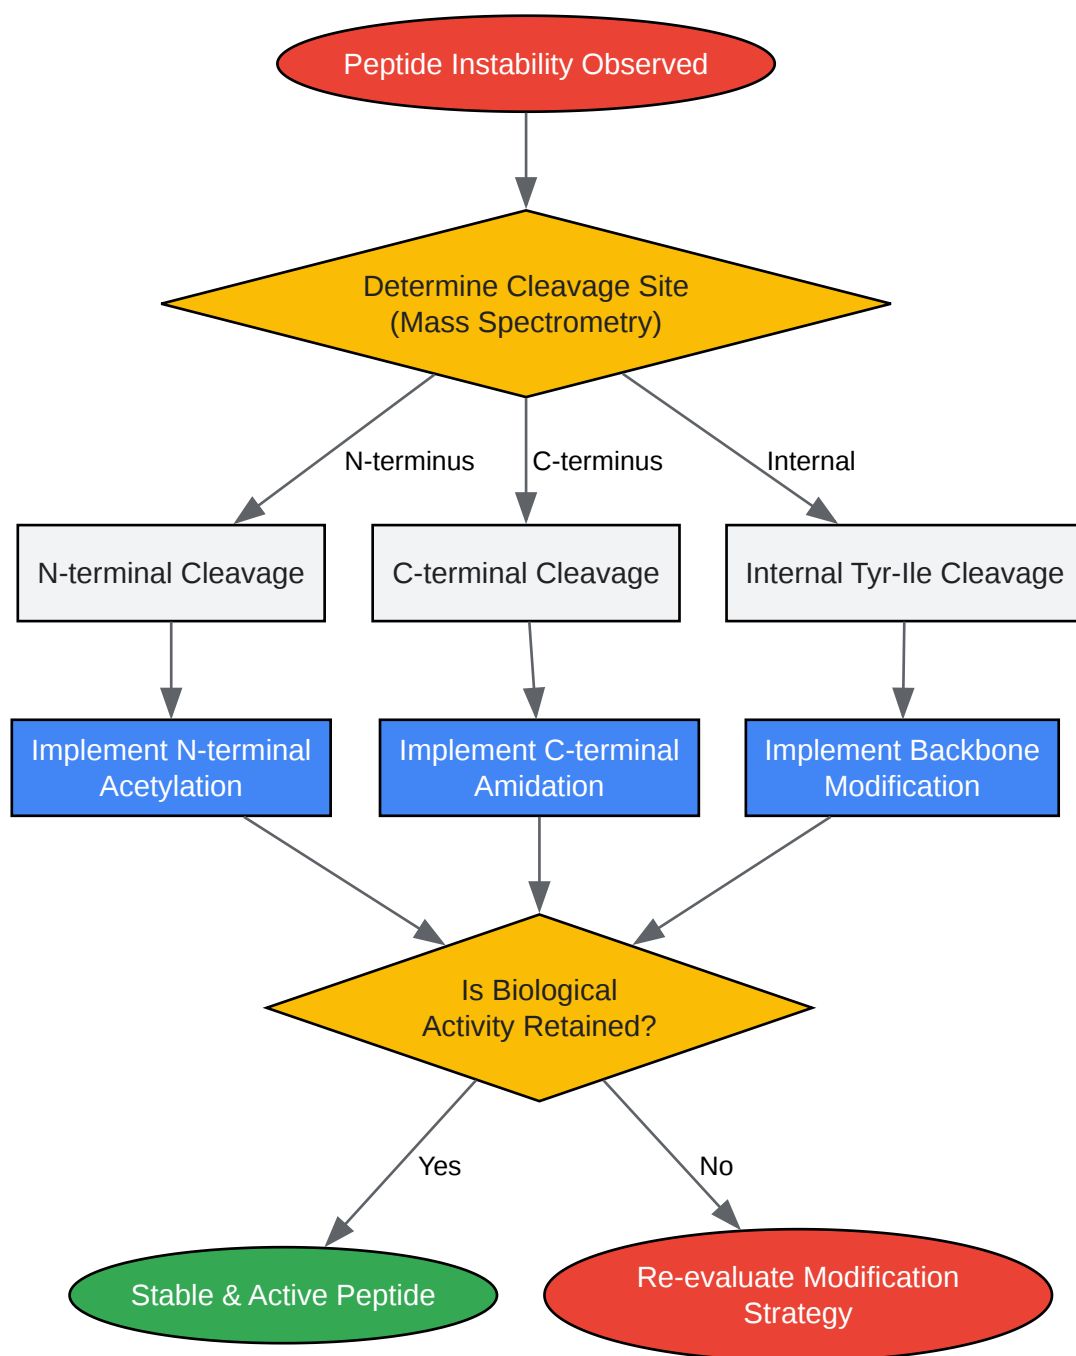 Peptide Instability Observed
Determine Cleavage Site
(Mass Spectrometry)
N-terminus
C-terminus
Internal
N-terminal Cleavage
C-terminal Cleavage
Internal Tyr-Ile Cleavage
Implement N-terminal
Acetylation
Implement C-terminal
Amidation
Implement Backbone
Modification
Is Biological
Activity Retained?
Yes
No
Stable & Active Peptide
Re-evaluate Modification
Strategy